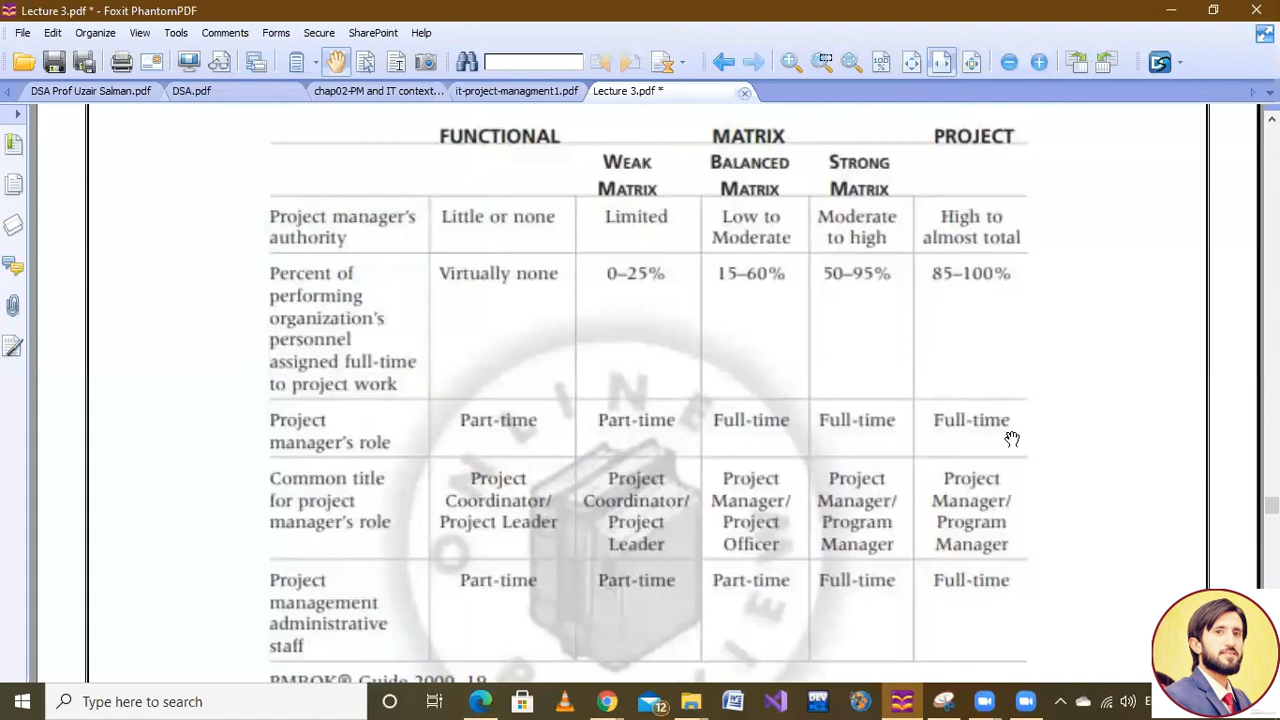 Lecture 3.pdf * - Foxit PhantomPDF
File Edit Organize View Tools Comments Forms Secure SharePoint Help
DSA Prof Uzair Salman.pdf DSA.pdf chap02-PM and IT context... it-project-managment1.pdf Lecture 3.pdf *
FUNCTIONAL MATRIX PROJECT
WEAK BALANCED STRONG
MATRIX MATRIX MATRIX
Project manager's Little or none Limited Low to Moderate High to
authority Moderate to high almost total
Percent of Virtually none 0–25% 15–60% 50–95% 85–100%
performing
organization's
personnel
assigned full-time
to project work
Project Part-time Part-time Full-time Full-time Full-time
manager's role
Common title Project Project Project Project Project
for project Coordinator/ Coordinator/ Manager/ Manager/ Manager/
manager's role Project Leader Project Project Program Program
Leader Officer Manager Manager
Project Part-time Part-time Part-time Full-time Full-time
management
administrative
staff
PMBOK® Guide 2000, 19
Type here to search
12